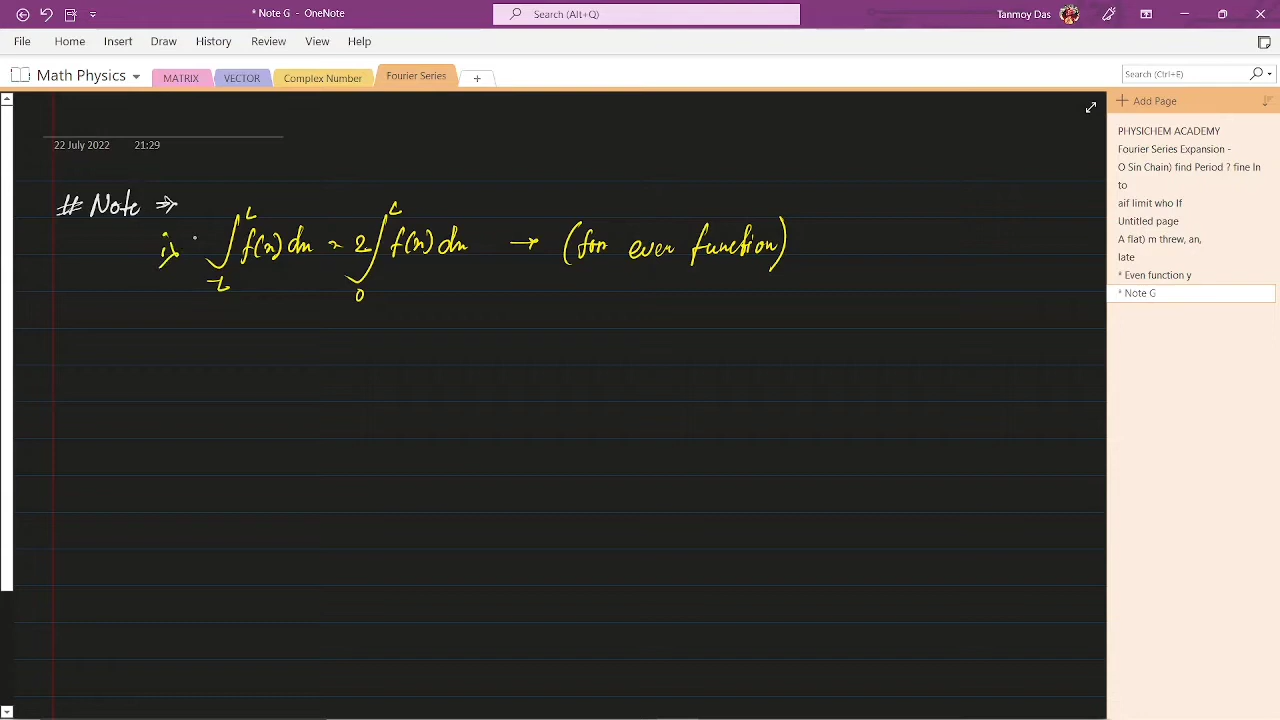 * Note G - OneNote
Search (Alt+Q)
Tanmoy Das
File Home Insert Draw History Review View Help
Math Physics
MATRIX
VECTOR
Complex Number
Fourier Series
+
Search (Ctrl+E)
Add Page
PHYSICHEM ACADEMY
Fourier Series Expansion -
O Sin Chain) find Period ? fine In
to
aif limit who If
Untitled page
A flat) m threw, an,
late
* Even function y
* Note G
22 July 2022 21:29
# Note ⇒
i) ∫_{-L}^{L} f(x) dx = 2 ∫_{0}^{L} f(x) dx → (for even function)